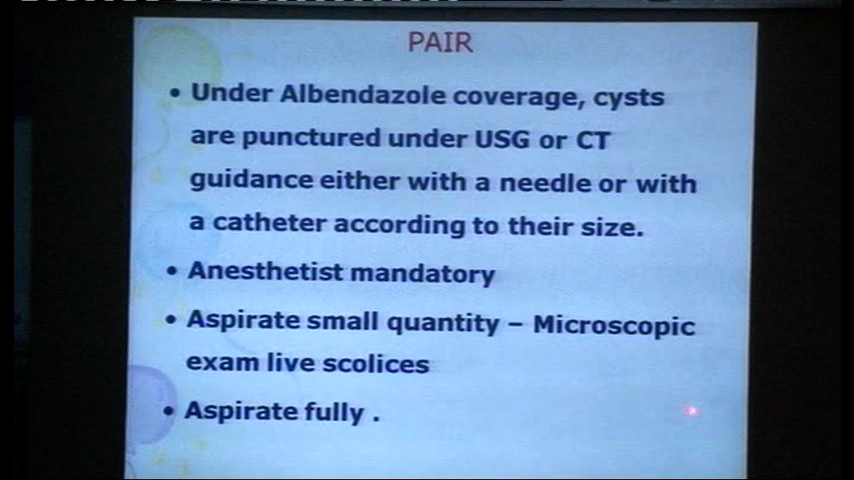 PAIR
• Under Albendazole coverage, cysts
are punctured under USG or CT
guidance either with a needle or with
a catheter according to their size.
• Anesthetist mandatory
• Aspirate small quantity – Microscopic
exam live scolices
• Aspirate fully .